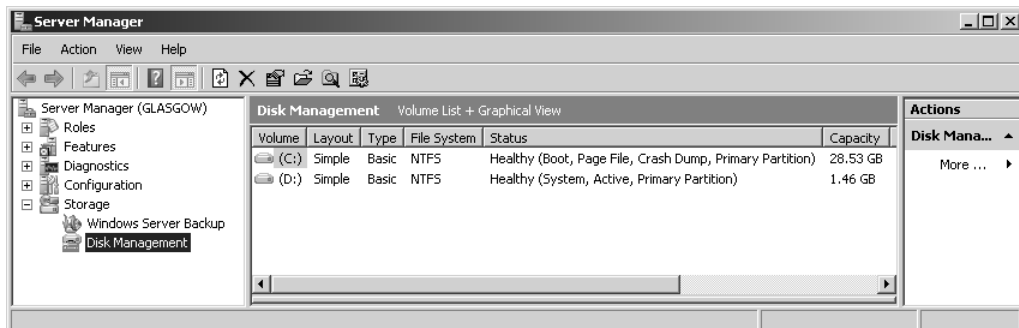 Server Manager
File Action View Help
Server Manager (GLASGOW)
Roles
Features
Diagnostics
Configuration
Storage
Windows Server Backup
Disk Management
Disk Management Volume List + Graphical View
Volume Layout Type File System Status Capacity
(C:) Simple Basic NTFS Healthy (Boot, Page File, Crash Dump, Primary Partition) 28.53 GB
(D:) Simple Basic NTFS Healthy (System, Active, Primary Partition) 1.46 GB
Actions
Disk Mana...
More ...